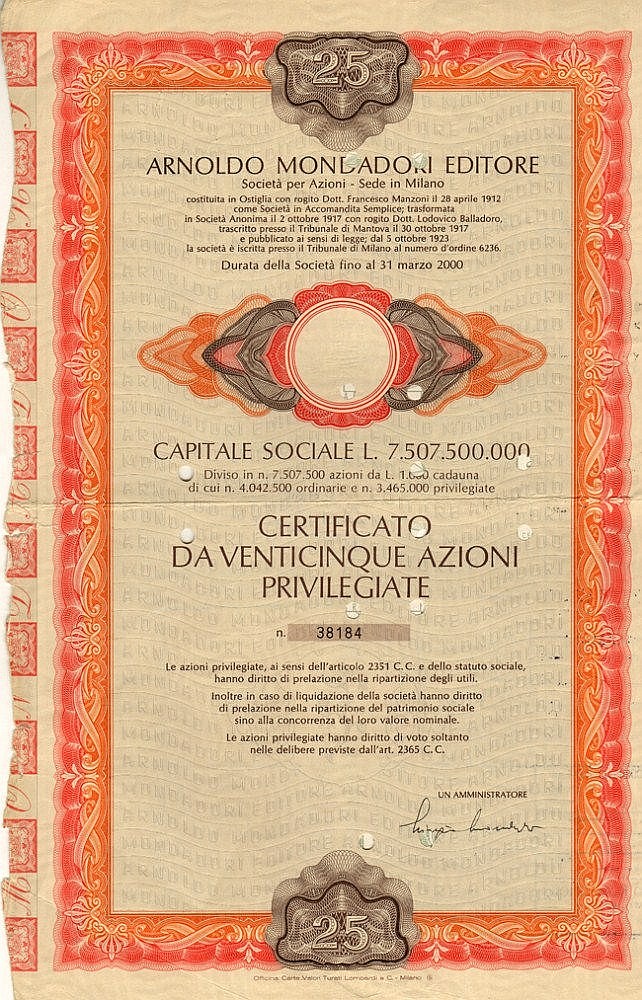 25
ARNOLDO MONDADORI EDITORE
Società per Azioni - Sede in Milano
costituita in Ostiglia con rogito Dott. Francesco Manzoni il 28 aprile 1912
come Società in Accomandita Semplice; trasformata
in Società Anonima il 2 ottobre 1917 con rogito Dott. Lodovico Balladoro,
trascritto presso il Tribunale di Mantova il 30 ottobre 1917
e pubblicato ai sensi di legge; dal 5 ottobre 1923
la società è iscritta presso il Tribunale di Milano al numero d'ordine 6236.
Durata della Società fino al 31 marzo 2000
CAPITALE SOCIALE L. 7.507.500.000
Diviso in n. 7.507.500 azioni da L. 1.000 cadauna
di cui n. 4.042.500 ordinarie e n. 3.465.000 privilegiate
CERTIFICATO
DA VENTICINQUE AZIONI
PRIVILEGIATE
n. 38184
Le azioni privilegiate, ai sensi dell'articolo 2351 C.C. e dello statuto sociale,
hanno diritto di prelazione nella ripartizione degli utili.
Inoltre in caso di liquidazione della società hanno diritto
di prelazione nella ripartizione del patrimonio sociale
sino alla concorrenza del loro valore nominale.
Le azioni privilegiate hanno diritto di voto soltanto
nelle delibere previste dall'art. 2365 C.C.
UN AMMINISTRATORE
25
Officina Carte Valori Turati Lombardi e C. - Milano